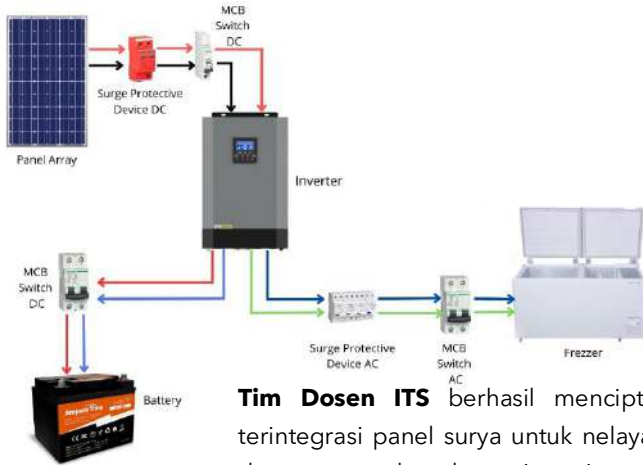 MCB
Switch
DC
Surge Protective
Device DC
Panel Array
Inverter
MCB
Switch
DC
Surge Protective
Device AC
MCB
Switch
AC
Frezzer
Battery
Tim Dosen ITS berhasil mencipt
terintegrasi panel surya untuk nelaya